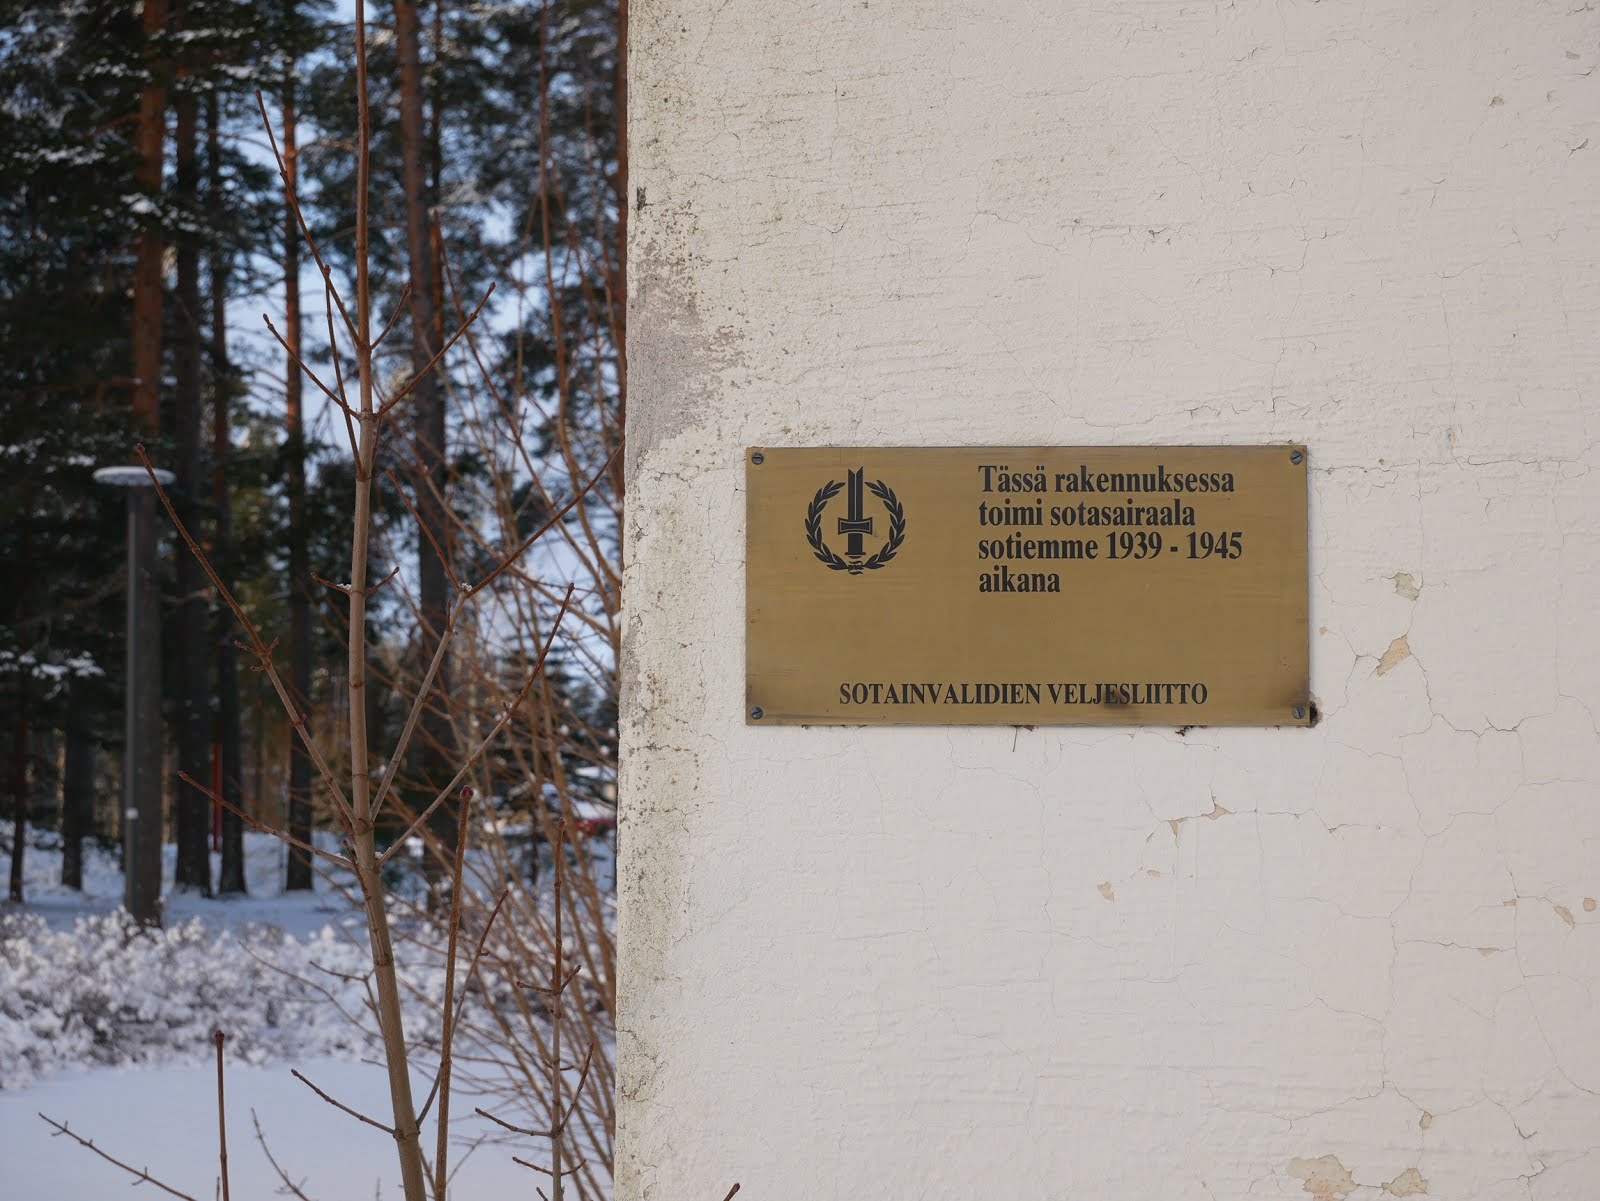 Tässä rakennuksessa
toimi sotasairaala
sotiemme 1939 - 1945
aikana
SOTAINVALIDIEN VELJESLIITTO